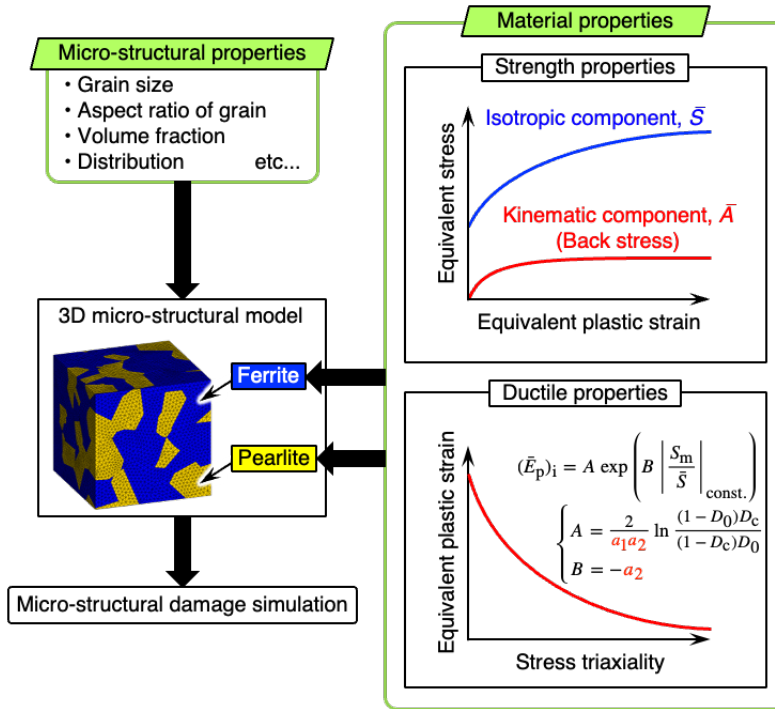 Micro-structural properties
・Grain size
・Aspect ratio of grain
・Volume fraction
・Distribution etc...
3D micro-structural model
Ferrite
Pearlite
Micro-structural damage simulation
Material properties
Strength properties
Equivalent stress
Isotropic component, S̄
Kinematic component, Ā
(Back stress)
Equivalent plastic strain
Ductile properties
Equivalent plastic strain
(Ēₚ)ᵢ = A exp ( B | Sₘ / S̄ |const. )
{ A = 2 / a₁a₂ ln (1 − D₀)D_c / (1 − D_c)D₀
B = −a₂
Stress triaxiality